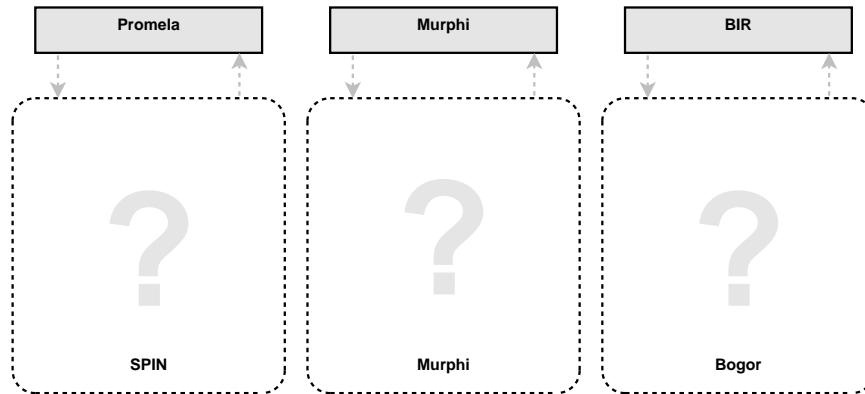 Promela
Murphi
BIR
?
?
?
SPIN
Murphi
Bogor